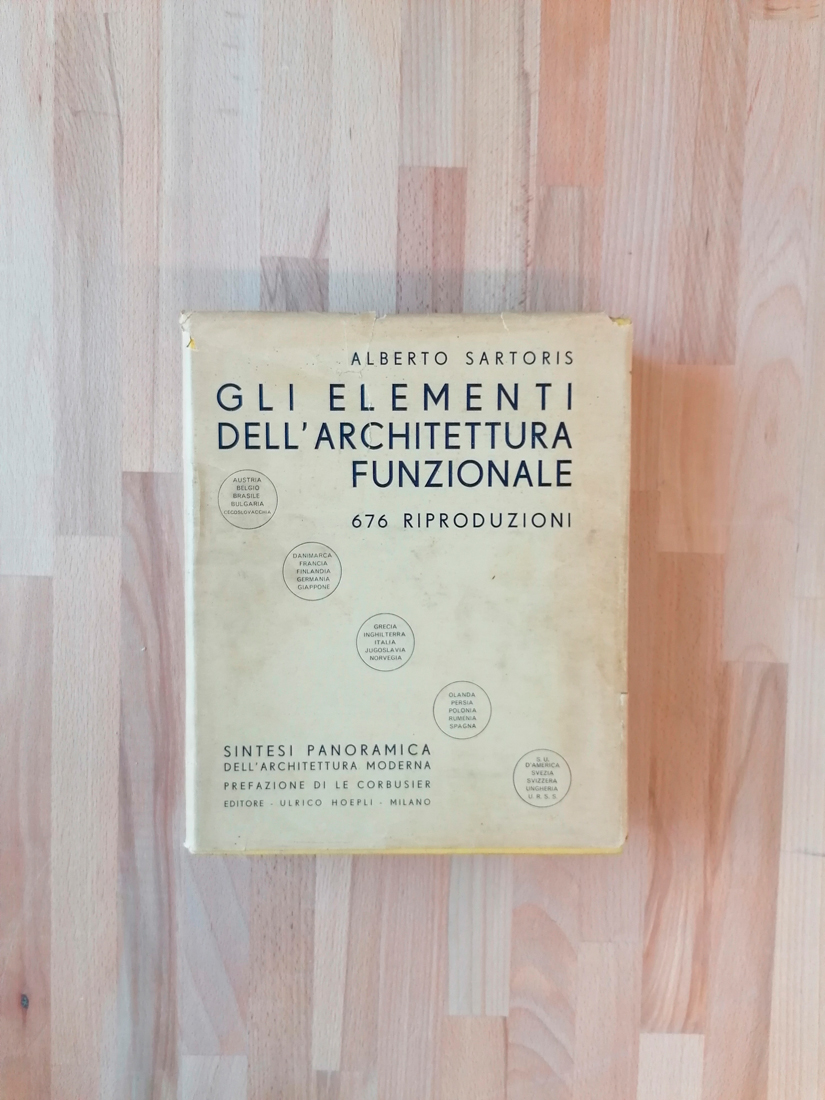 ALBERTO SARTORIS
GLI ELEMENTI
DELL'ARCHITETTURA
FUNZIONALE
676 RIPRODUZIONI
AUSTRIA
BELGIO
BRASILE
BULGARIA
CECOSLOVACCHIA
DANIMARCA
FRANCIA
FINLANDIA
GERMANIA
GIAPPONE
GRECIA
INGHILTERRA
ITALIA
JUGOSLAVIA
NORVEGIA
OLANDA
PERSIA
POLONIA
RUMENIA
SPAGNA
S. U.
D'AMERICA
SVEZIA
SVIZZERA
UNGHERIA
U. R. S. S.
SINTESI PANORAMICA
DELL'ARCHITETTURA MODERNA
PREFAZIONE DI LE CORBUSIER
EDITORE - ULRICO HOEPLI - MILANO